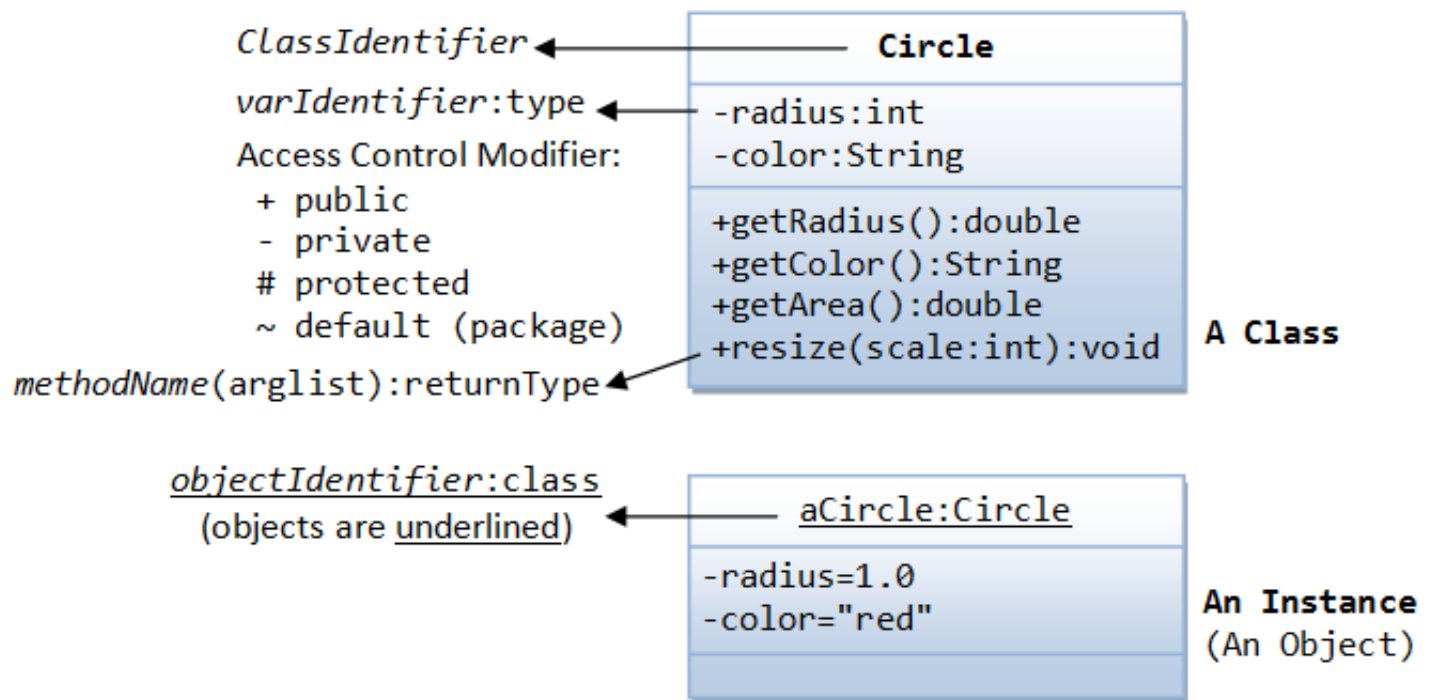 ClassIdentifier
varIdentifier:type
Access Control Modifier:
+ public
- private
# protected
~ default (package)
methodName(arglist):returnType
Circle
-radius:int
-color:String
+getRadius():double
+getColor():String
+getArea():double
+resize(scale:int):void
A Class
objectIdentifier:class
(objects are underlined)
aCircle:Circle
-radius=1.0
-color="red"
An Instance
(An Object)